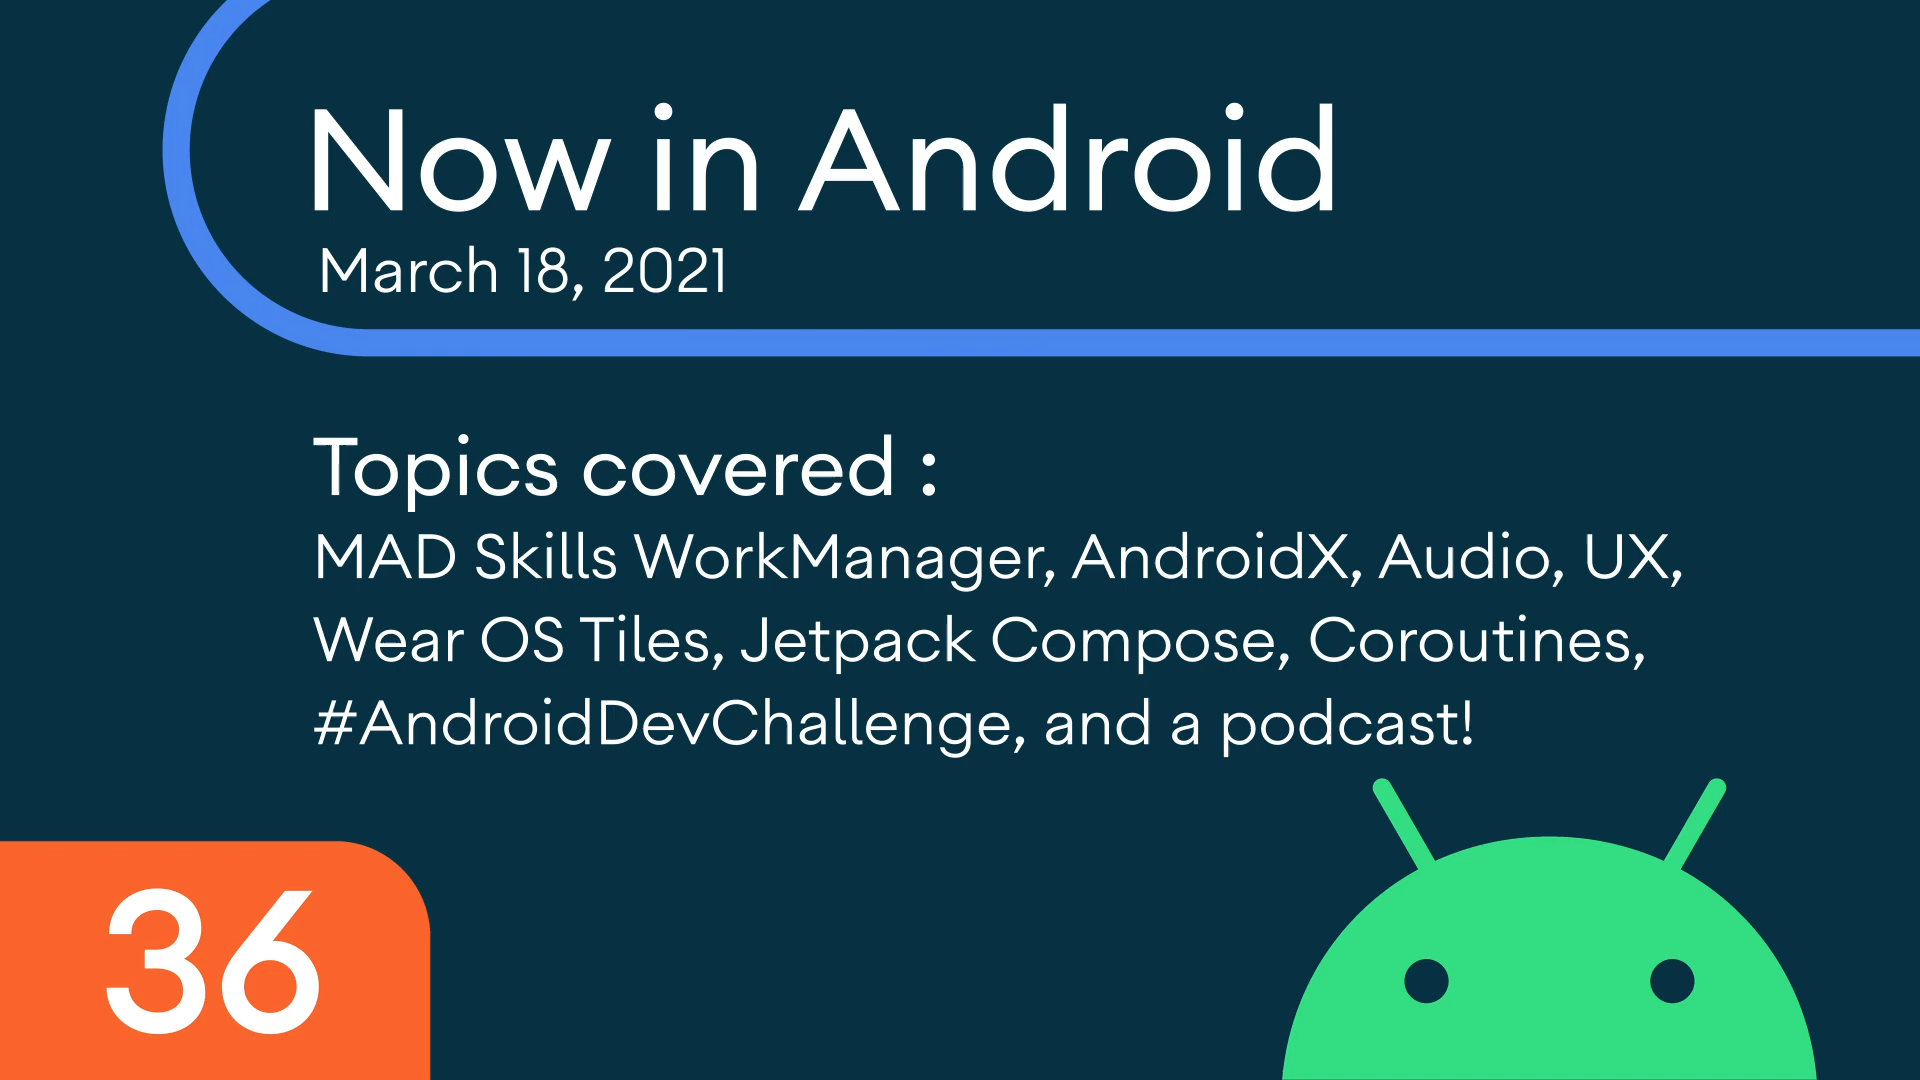 Now in Android
March 18, 2021
Topics covered :
MAD Skills WorkManager, AndroidX, Audio, UX,
Wear OS Tiles, Jetpack Compose, Coroutines,
#AndroidDevChallenge, and a podcast!
36